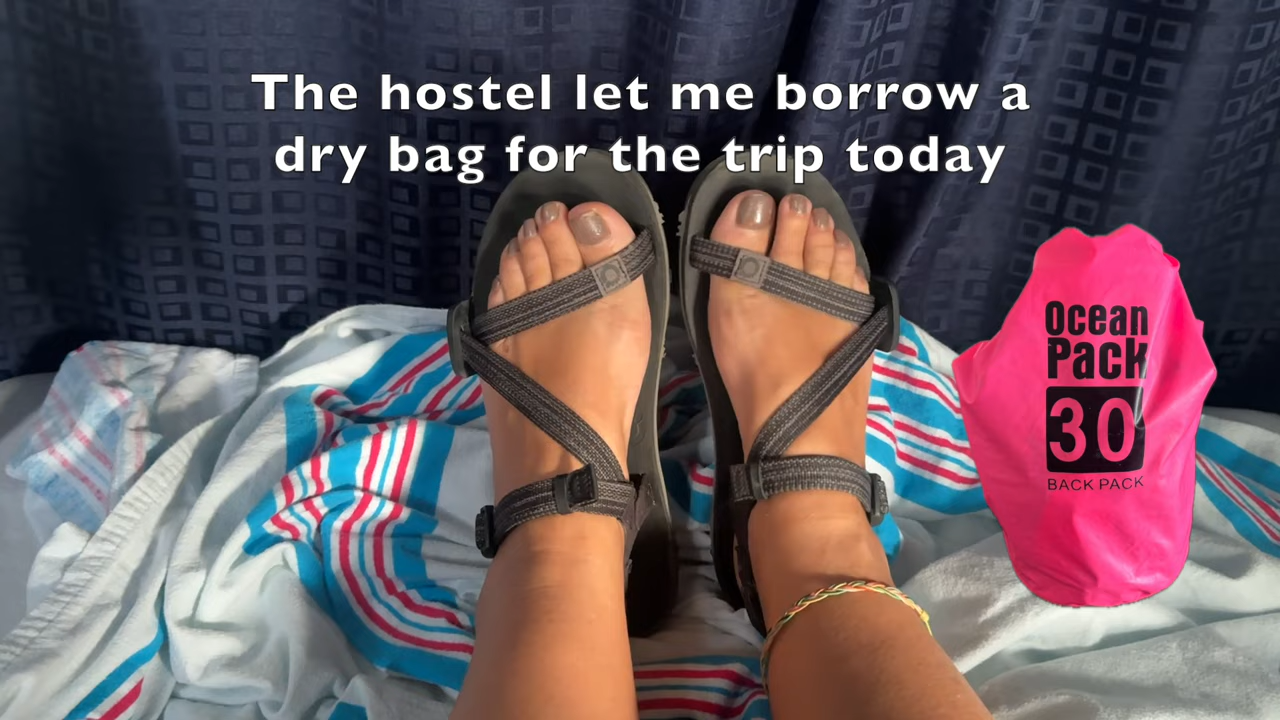 The hostel let me borrow a
dry bag for the trip today
Ocean
Pack
30
BACK PACK